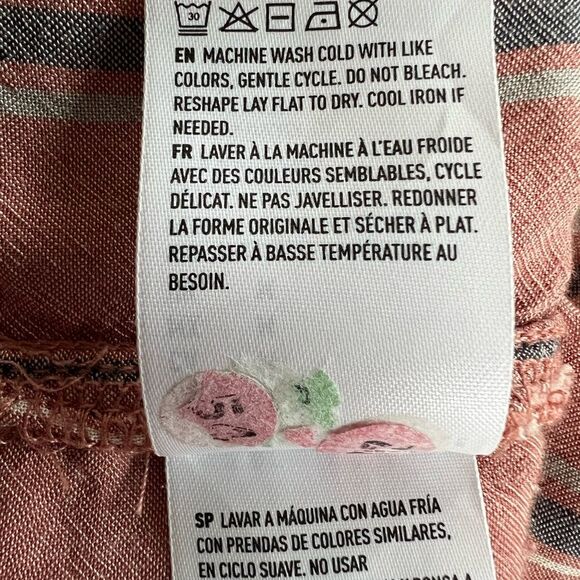 30
EN MACHINE WASH COLD WITH LIKE
COLORS, GENTLE CYCLE. DO NOT BLEACH.
RESHAPE LAY FLAT TO DRY. COOL IRON IF
NEEDED.
FR LAVER À LA MACHINE À L'EAU FROIDE
AVEC DES COULEURS SEMBLABLES, CYCLE
DÉLICAT. NE PAS JAVELLISER. REDONNER
LA FORME ORIGINALE ET SÉCHER À PLAT.
REPASSER À BASSE TEMPÉRATURE AU
BESOIN.
SP LAVAR A MÁQUINA CON AGUA FRÍA
CON PRENDAS DE COLORES SIMILARES,
EN CICLO SUAVE. NO USAR